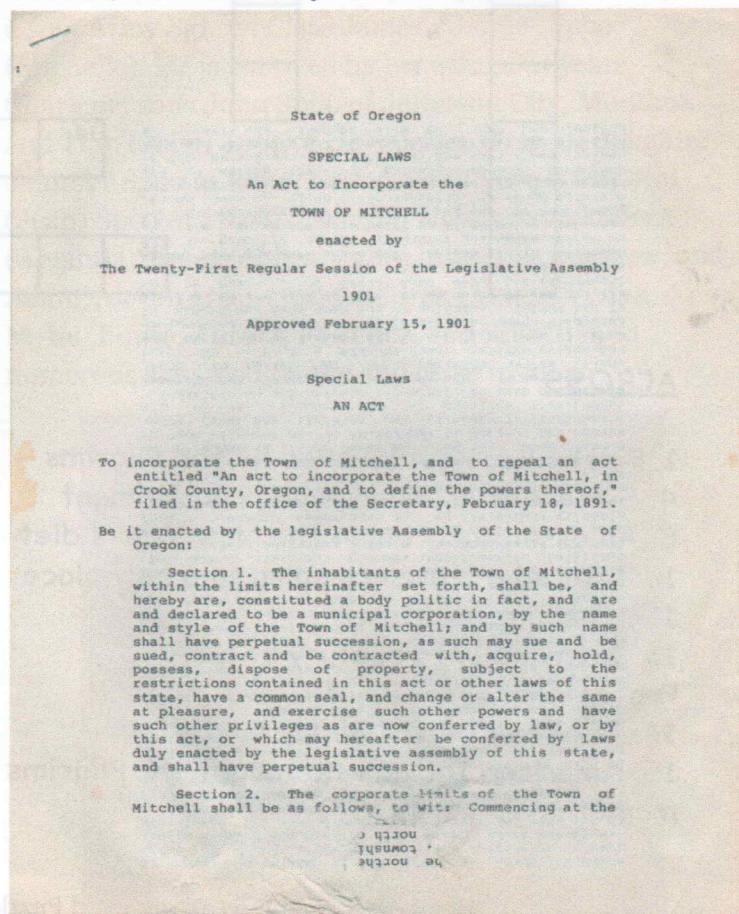 State of Oregon
SPECIAL LAWS
An Act to Incorporate the
TOWN OF MITCHELL
enacted by
The Twenty-First Regular Session of the Legislative Assembly
1901
Approved February 15, 1901
Special Laws
AN ACT
To incorporate the Town of Mitchell, and to repeal an act
entitled "An act to incorporate the Town of Mitchell, in
Crook County, Oregon, and to define the powers thereof,"
filed in the office of the Secretary, February 18, 1891.
Be it enacted by the legislative Assembly of the State of
Oregon:
Section 1. The inhabitants of the Town of Mitchell,
within the limits hereinafter set forth, shall be, and
hereby are, constituted a body politic in fact, and are
and declared to be a municipal corporation, by the name
and style of the Town of Mitchell; and by such name
shall have perpetual succession, as such may sue and be
sued, contract and be contracted with, acquire, hold,
possess, dispose of property, subject to the
restrictions contained in this act or other laws of this
state, have a common seal, and change or alter the same
at pleasure, and exercise such other powers and have
such other privileges as are now conferred by law, or by
this act, or which may hereafter be conferred by laws
duly enacted by the legislative assembly of this state,
and shall have perpetual succession.
Section 2. The corporate limits of the Town of
Mitchell shall be as follows, to wit: Commencing at the
he northe
townshi
north
ACROSS